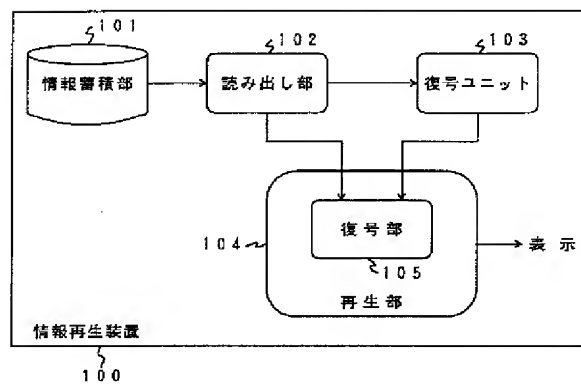 101
102
103
情報蓄積部
読み出し部
復号ユニット
復号部
104
105
表示
再生部
情報再生装置
100